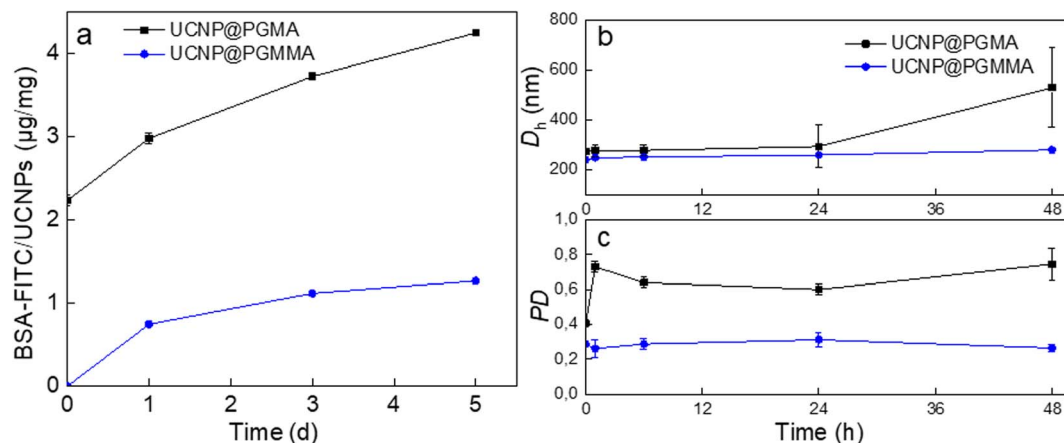 a
UCNP@PGMA
UCNP@PGMMA
BSA-FITC/UCNPs (µg/mg)
4
3
2
1
0
0 1 2 3 4 5
Time (d)
b
UCNP@PGMA
UCNP@PGMMA
D_h (nm)
800
600
400
200
0 12 24 36 48
c
PD
1,0
0,8
0,6
0,4
0,2
0,0
0 12 24 36 48
Time (h)